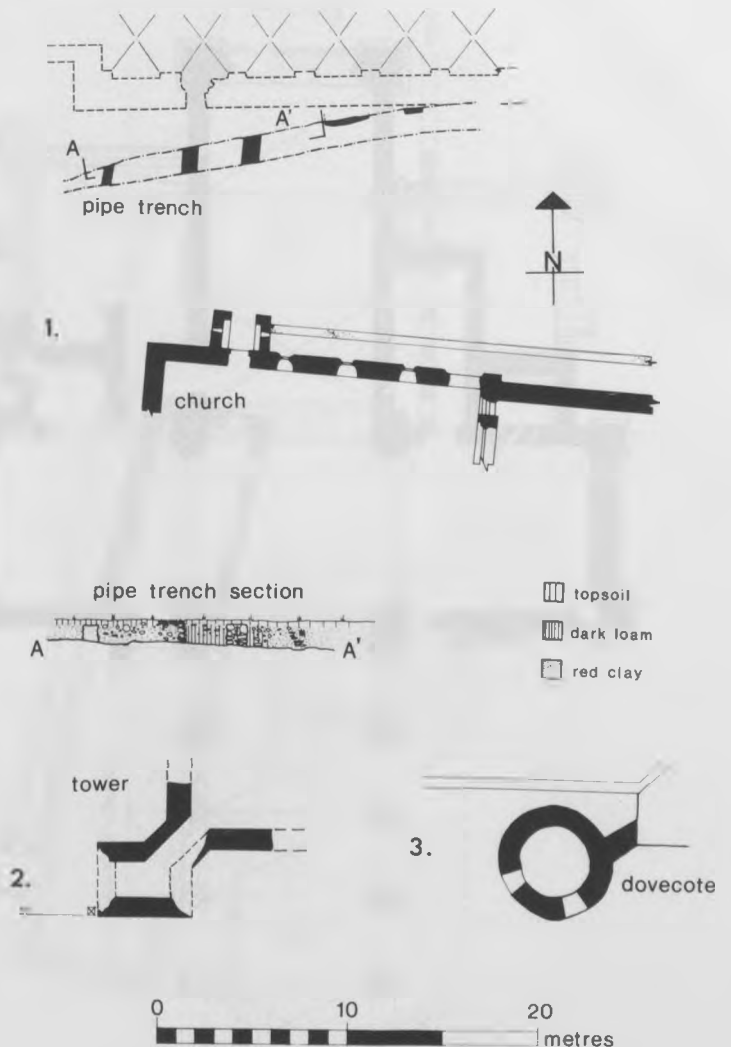 A
A'
pipe trench
N
1.
church
pipe trench section
topsoil
A
A'
dark loam
red clay
tower
2.
3.
dovecote
0 10 20
metres